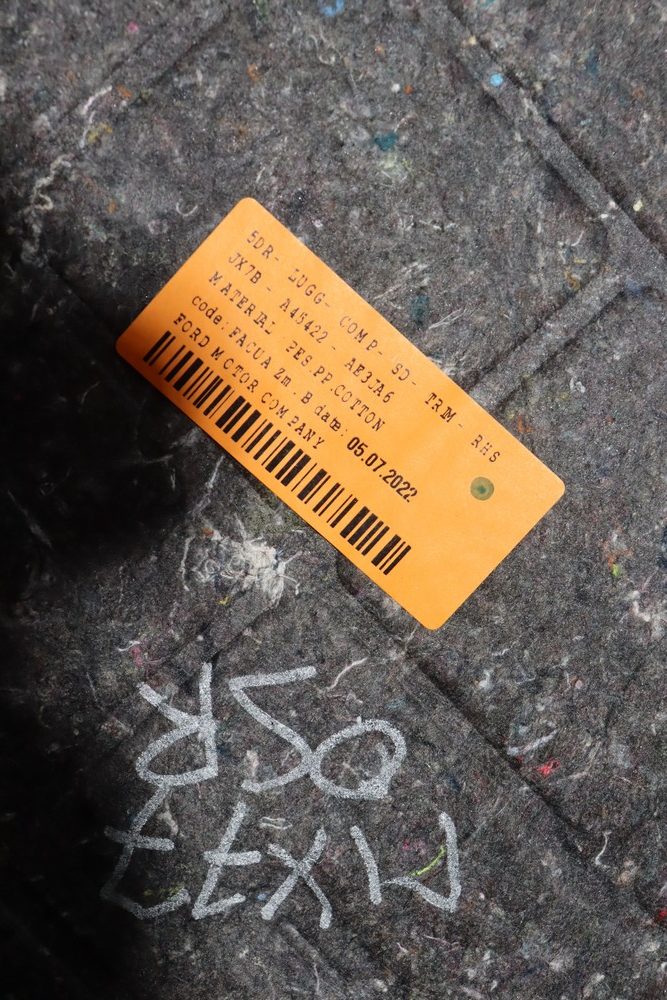 5DR- LUGG- COMP- SD- TRIM - RHS
JX7B - A45422 - AE3JA6
MATERIAL PES.PP.COTTON
code: FACUA Zm . B date: 05.07.2022
FORD MOTOR COMPANY